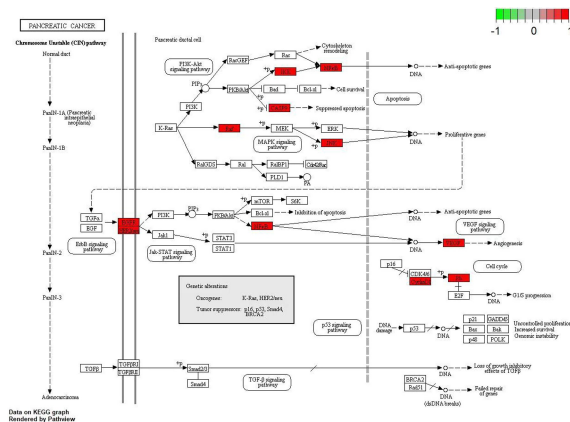 PANCREATIC CANCER
-1 0 1
Chromosome Unstable (CIN) pathway
Normal duct
Pancreatic ductal cell
Cytoskeleton
remodeling
Ras
RalGEF
PI3K-Akt
signaling pathway
+p
DNA
Anti-apoptotic genes
PIP3
PKB/Akt
Bad
Bcl-xl
Cell survival
Apoptosis
PI3K
+p
Suppressed apoptosis
PanIN-1A (Pancreatic
intraepithelial
neoplasia)
K-Ras
Raf
MEK
ERK
DNA
Proliferative genes
MAPK signaling
pathway
+p
PanIN-1B
RalGDS
Ral
RalBP1
PLD1
PA
TGFα
EGF
ErbB signaling
pathway
PI3K
PIP3
PKB/Akt
+p
mTOR
S6K
Bcl-xl
Inhibition of apoptosis
DNA
Anti-apoptotic genes
VEGF signaling
pathway
Jak1
+p
STAT3
STAT1
DNA
Angiogenesis
Jak-STAT signaling
pathway
PanIN-2
p16
CDK4/6
+p
Cell cycle
E2F
DNA
G1/S progression
PanIN-3
Genetic alterations
Oncogenes: K-Ras, HER2/neu
Tumor suppressors: p16, p53, Smad4,
BRCA2
p53 signaling
pathway
DNA
damage
p53
DNA
p21
GADD45
Bax
Bak
p48
POLK
Uncontrolled proliferation
Increased survival
Genomic instability
TGFβ
TGFβRI
TGFβRII
+p
Smad2/3
Smad4
TGF-β signaling
pathway
DNA
Loss of growth inhibitory
effects of TGFβ
BRCA2
Rad51
DNA
(dsDNA breaks)
Failed repair
of genes
Adenocarcinoma
Data on KEGG graph
Rendered by Pathview